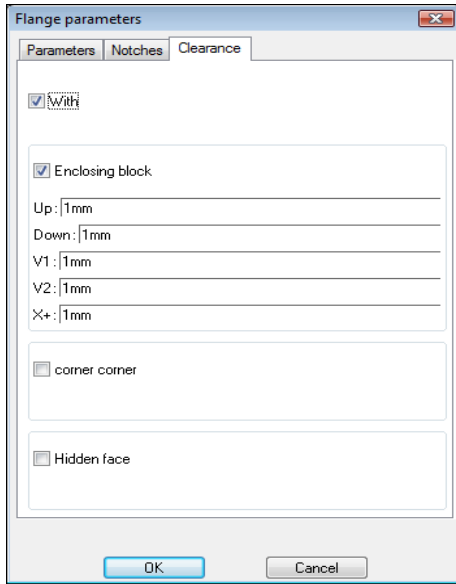 Flange parameters
Parameters Notches Clearance
With
Enclosing block
Up: 1mm
Down: 1mm
V1: 1mm
V2: 1mm
X+: 1mm
corner corner
Hidden face
OK Cancel